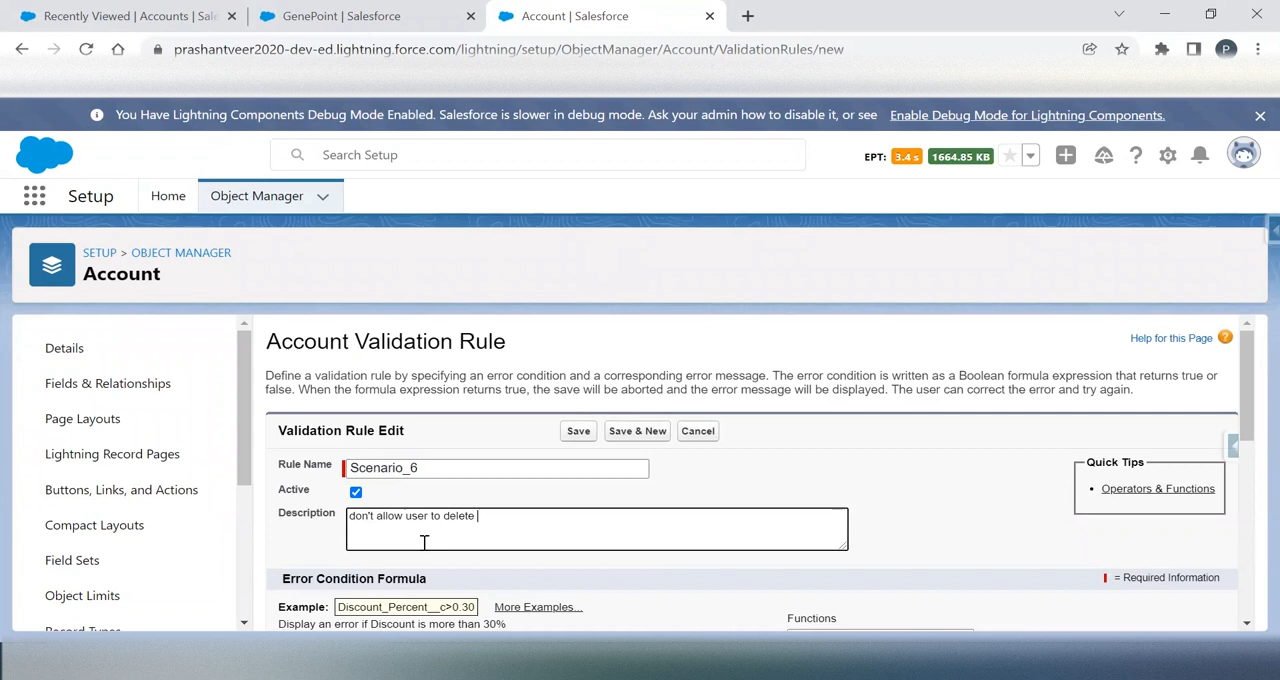 Recently Viewed | Accounts | Sal
GenePoint | Salesforce
Account | Salesforce
prashantveer2020-dev-ed.lightning.force.com/lightning/setup/ObjectManager/Account/ValidationRules/new
P
You Have Lightning Components Debug Mode Enabled. Salesforce is slower in debug mode. Ask your admin how to disable it, or see Enable Debug Mode for Lightning Components.
Search Setup
EPT: 3.4 s 1664.85 KB
Setup
Home
Object Manager
SETUP > OBJECT MANAGER
Account
Details
Fields & Relationships
Page Layouts
Lightning Record Pages
Buttons, Links, and Actions
Compact Layouts
Field Sets
Object Limits
Record Types
Account Validation Rule
Help for this Page
Define a validation rule by specifying an error condition and a corresponding error message. The error condition is written as a Boolean formula expression that returns true or
false. When the formula expression returns true, the save will be aborted and the error message will be displayed. The user can correct the error and try again.
Validation Rule Edit
Save
Save & New
Cancel
Rule Name
Scenario_6
Active
Description
don't allow user to delete
Quick Tips
• Operators & Functions
Error Condition Formula
= Required Information
Example:
Discount_Percent__c>0.30
More Examples...
Display an error if Discount is more than 30%
Functions